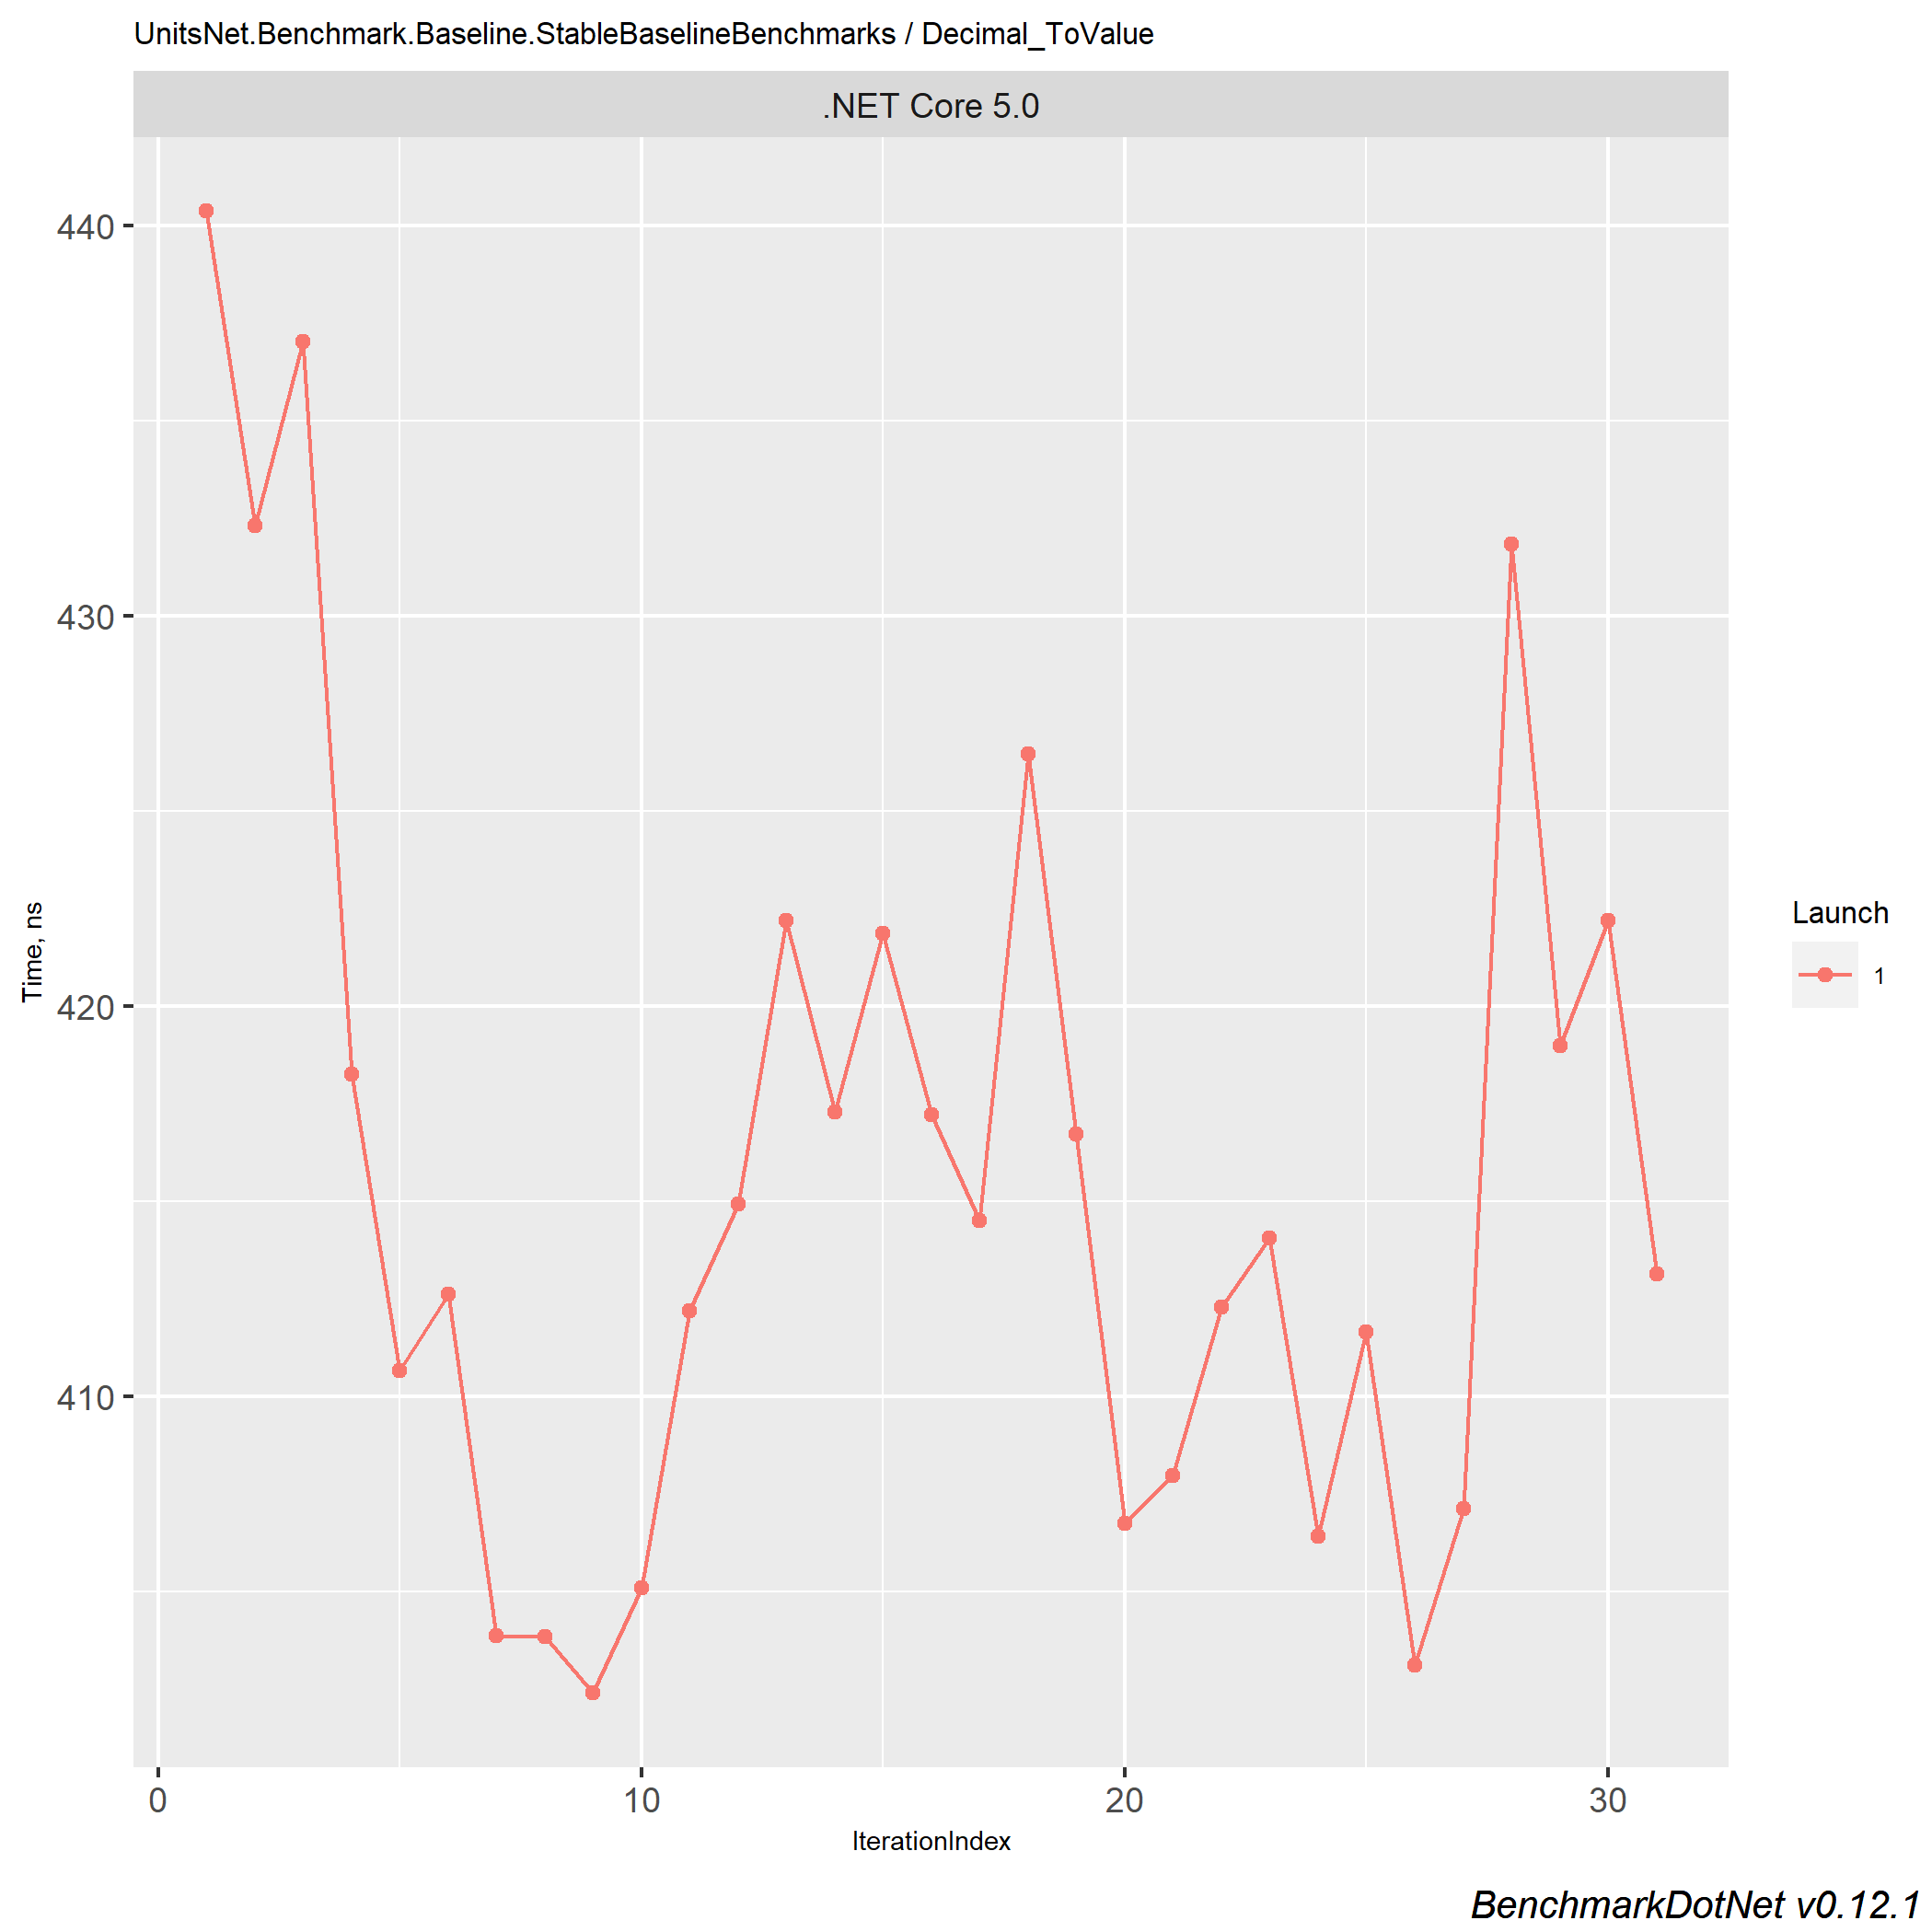 UnitsNet.Benchmark.Baseline.StableBaselineBenchmarks / Decimal_ToValue
.NET Core 5.0
440
430
420
410
Time, ns
0 10 20 30
IterationIndex
Launch
1
BenchmarkDotNet v0.12.1